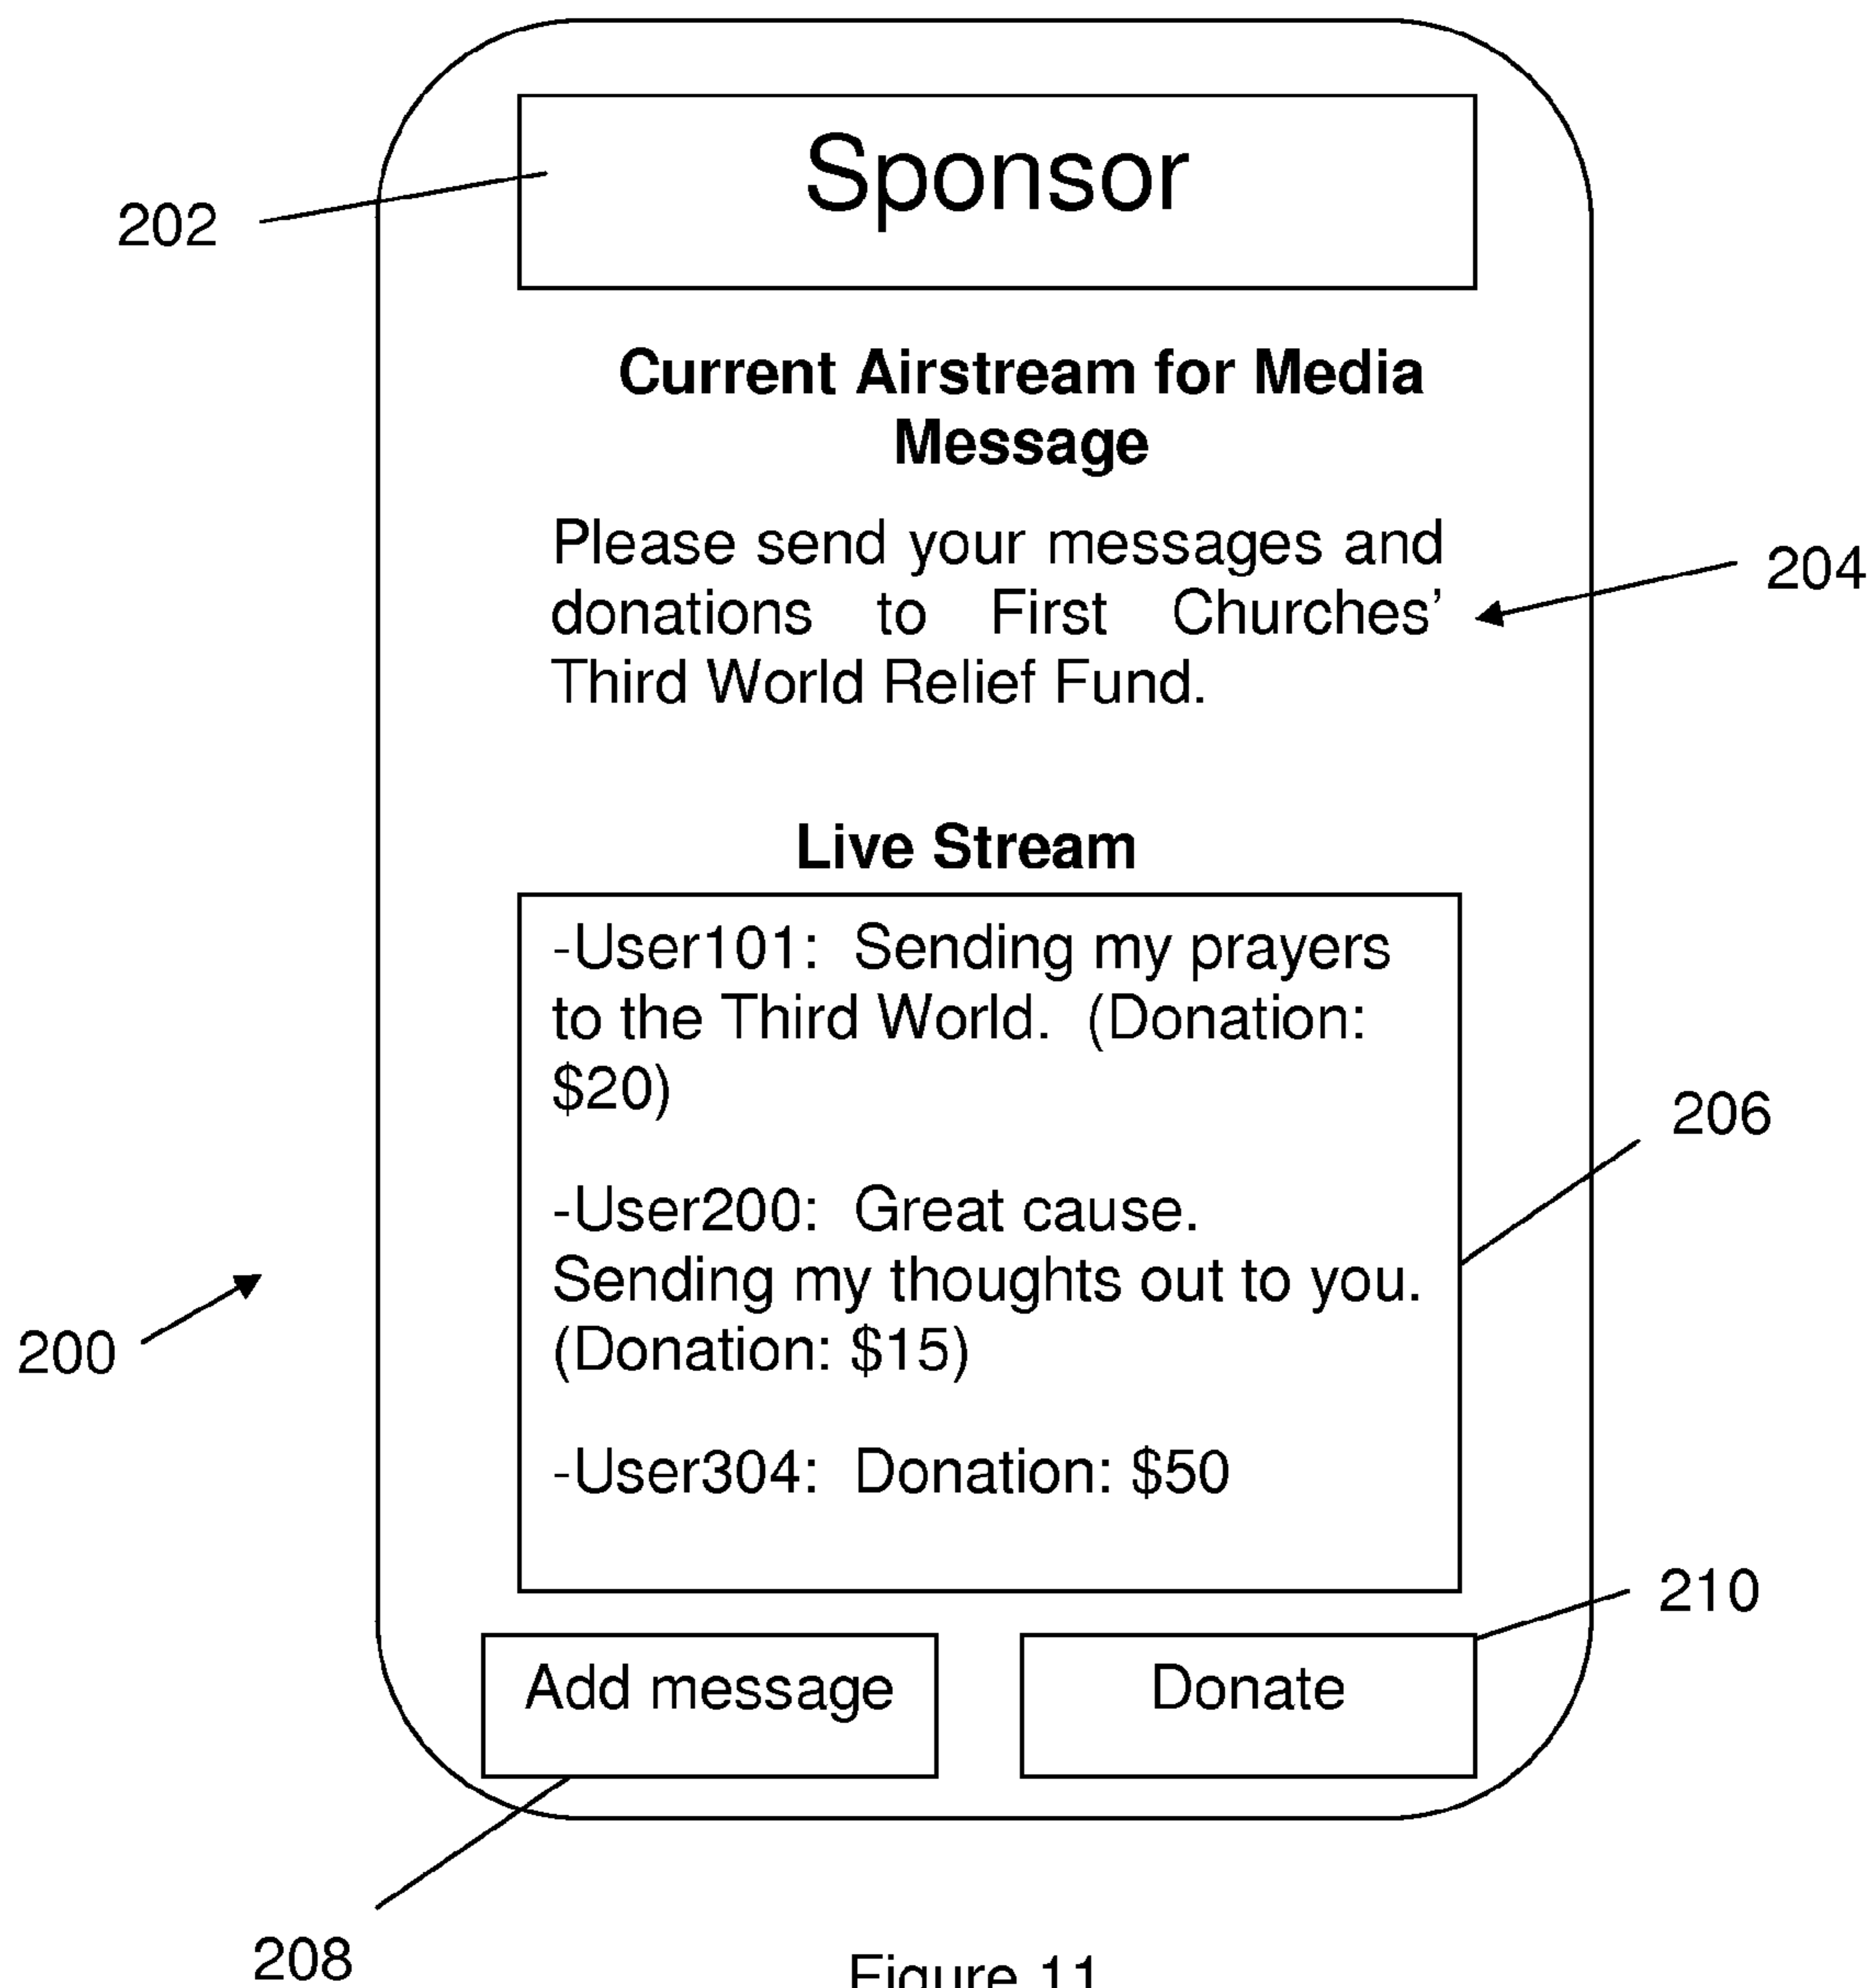 Sponsor
202
Current Airstream for Media
Message
Please send your messages and
donations to First Churches’
Third World Relief Fund.
204
Live Stream
-User101: Sending my prayers
to the Third World. (Donation:
$20)
206
-User200: Great cause.
Sending my thoughts out to you.
(Donation: $15)
200
-User304: Donation: $50
210
Add message
Donate
208
Figure 11